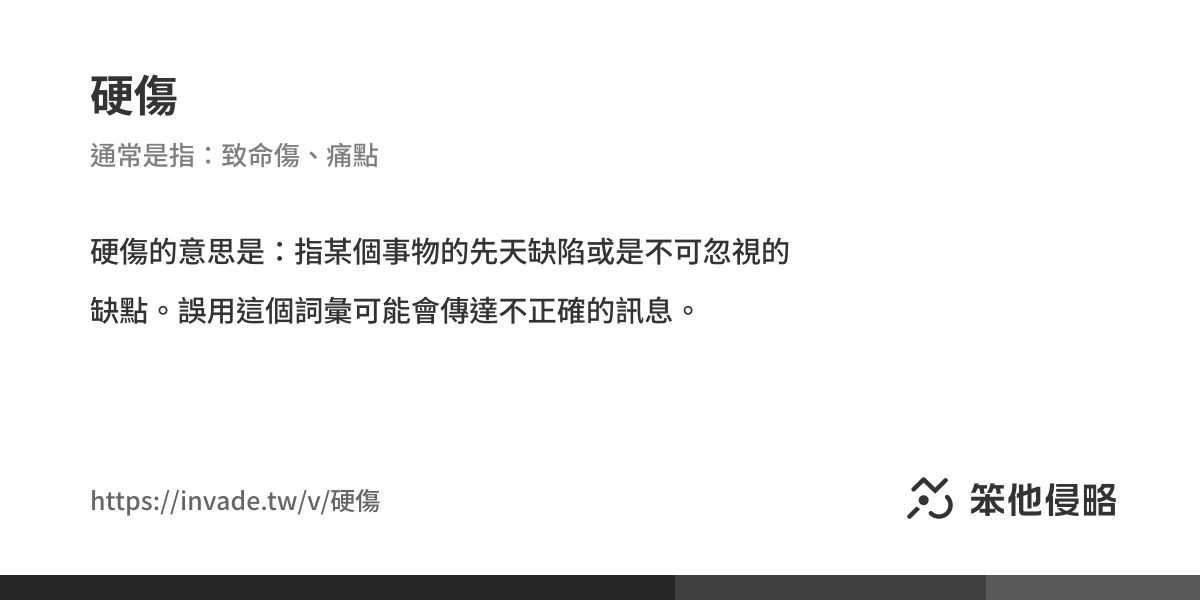 硬傷
通常是指：致命傷、痛點
硬傷的意思是：指某個事物的先天缺陷或是不可忽視的
缺點。誤用這個詞彙可能會傳達不正確的訊息。
https://invade.tw/v/硬傷
笨他侵略